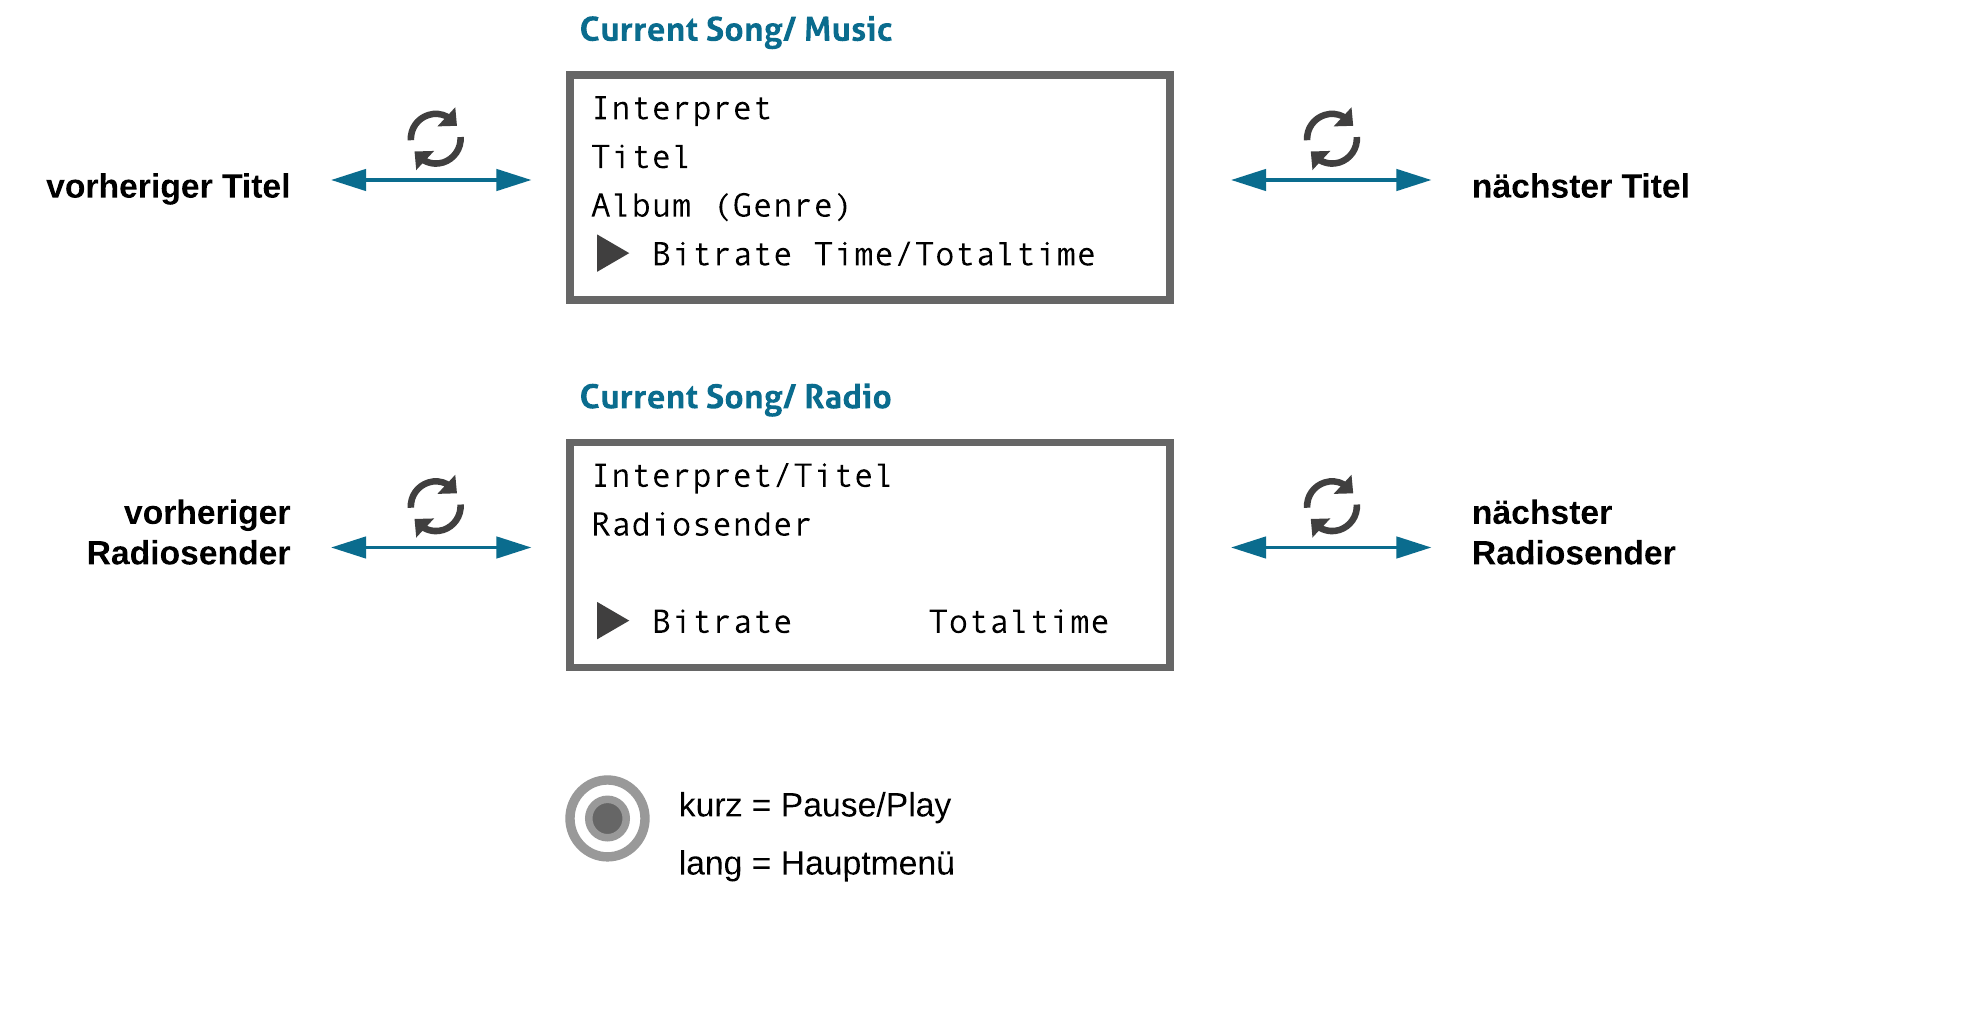 Current Song/ Music
Interpret
Titel
Album (Genre)
Bitrate Time/Totaltime
vorheriger Titel
nächster Titel
Current Song/ Radio
Interpret/Titel
Radiosender
Bitrate Totaltime
vorheriger
Radiosender
nächster
Radiosender
kurz = Pause/Play
lang = Hauptmenü